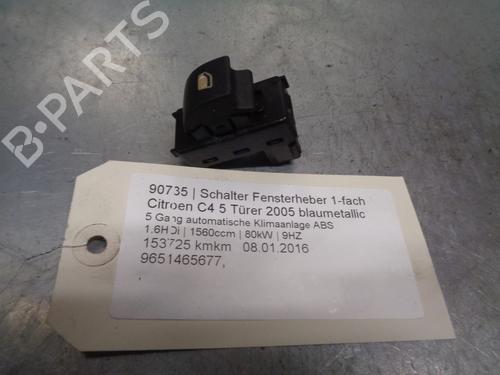 B-PARTS
90735 | Schalter Fensterheber 1-fach
Citroen C4 5 Türer 2005 blaumetallic
5 Gang automatische Klimaanlage ABS
1.6HDi | 1560ccm | 80kW | 9HZ
153725 kmkm 08.01.2016
9651465677,